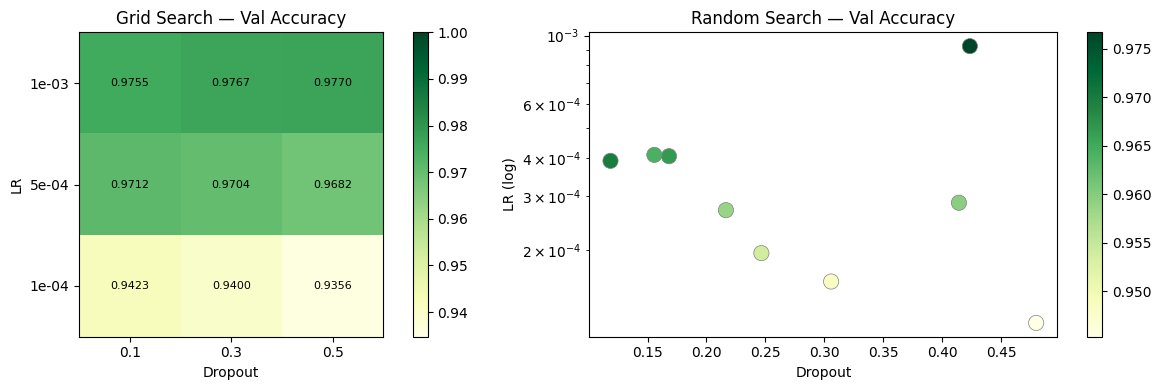 Grid Search — Val Accuracy
1e-03
5e-04
1e-04
LR
0.9755 0.9767 0.9770
0.9712 0.9704 0.9682
0.9423 0.9400 0.9356
0.1 0.3 0.5
Dropout
1.00
0.99
0.98
0.97
0.96
0.95
0.94
Random Search — Val Accuracy
LR (log)
10⁻³
6 × 10⁻⁴
4 × 10⁻⁴
3 × 10⁻⁴
2 × 10⁻⁴
0.15 0.20 0.25 0.30 0.35 0.40 0.45
Dropout
0.975
0.970
0.965
0.960
0.955
0.950